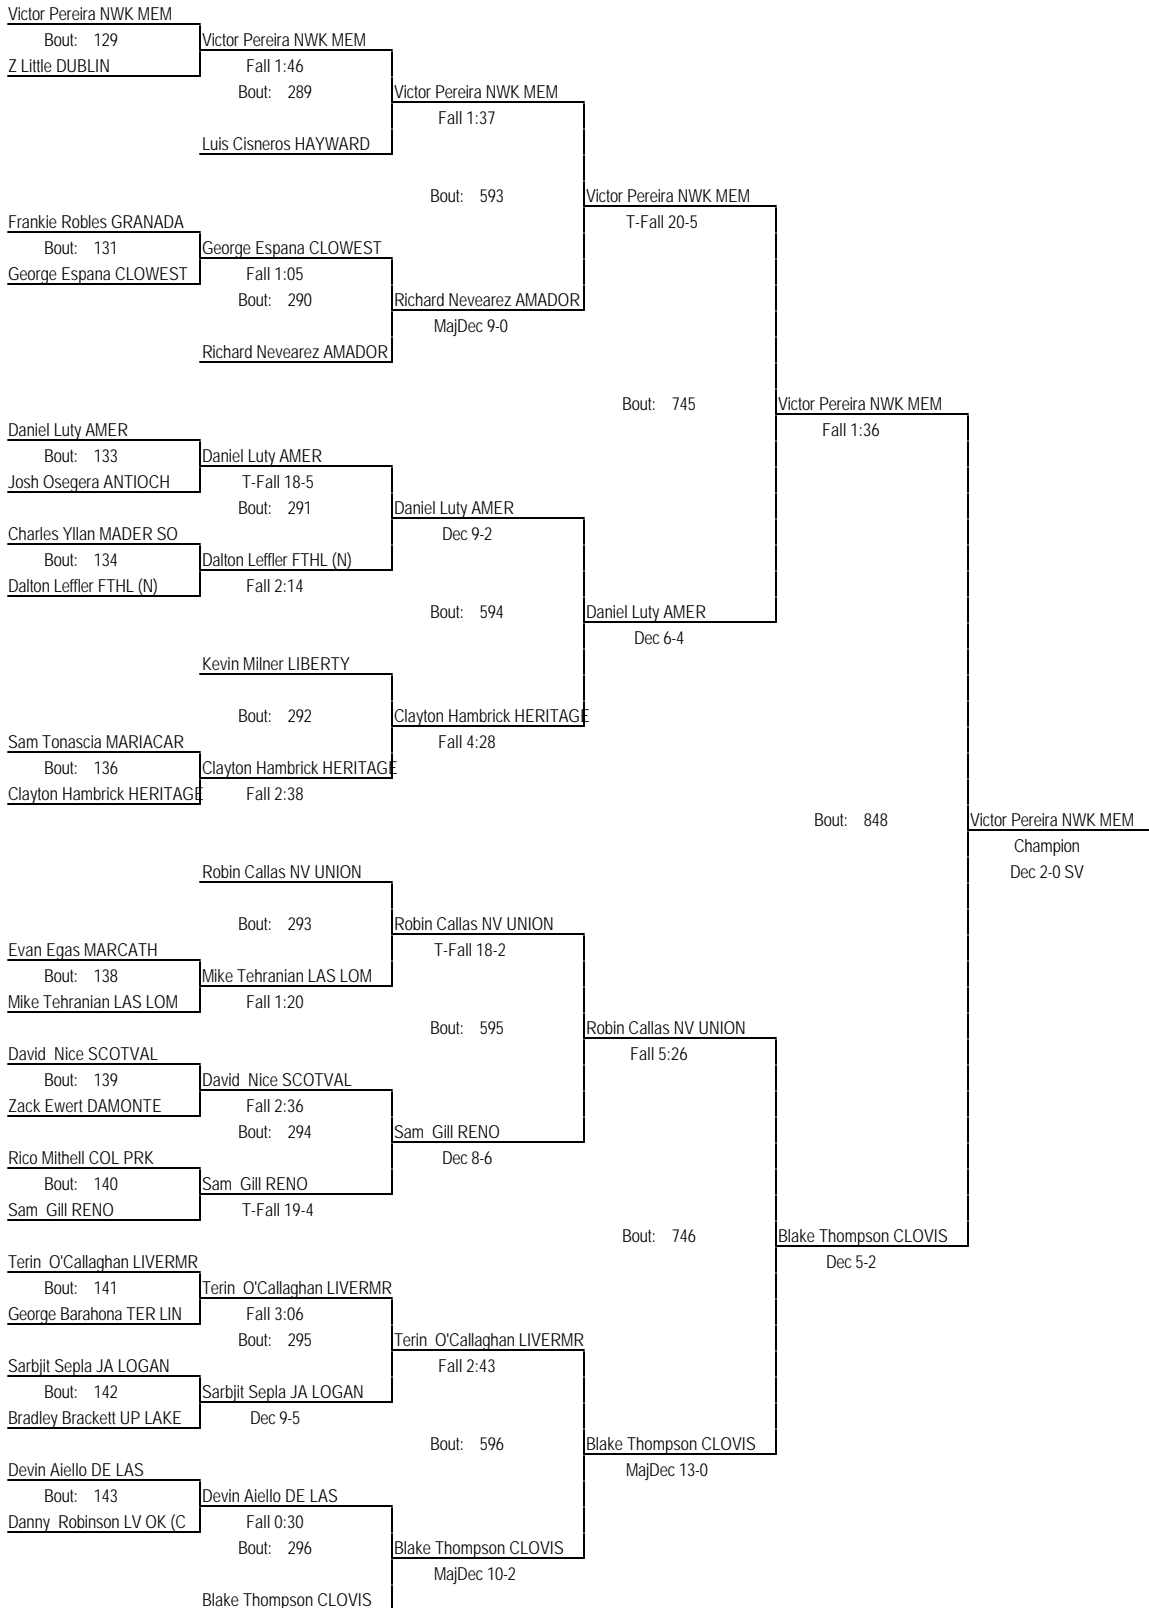 Victor Pereira NWK MEM
Bout: 129
Victor Pereira NWK MEM
Z Little DUBLIN
Fall 1:46
Bout: 289
Victor Pereira NWK MEM
Fall 1:37
Luis Cisneros HAYWARD
Bout: 593
Victor Pereira NWK MEM
T-Fall 20-5
Frankie Robles GRANADA
Bout: 131
George Espana CLOWEST
George Espana CLOWEST
Fall 1:05
Bout: 290
Richard Nevearez AMADOR
MajDec 9-0
Richard Nevearez AMADOR
Bout: 745
Victor Pereira NWK MEM
Fall 1:36
Daniel Luty AMER
Bout: 133
Daniel Luty AMER
Josh Osegera ANTIOCH
T-Fall 18-5
Bout: 291
Daniel Luty AMER
Dec 9-2
Charles Yllan MADER SO
Bout: 134
Dalton Leffler FTHL (N)
Dalton Leffler FTHL (N)
Fall 2:14
Bout: 594
Daniel Luty AMER
Dec 6-4
Kevin Milner LIBERTY
Bout: 292
Clayton Hambrick HERITAGE
Fall 4:28
Sam Tonascia MARIACAR
Bout: 136
Clayton Hambrick HERITAGE
Clayton Hambrick HERITAGE
Fall 2:38
Bout: 848
Victor Pereira NWK MEM
Champion
Dec 2-0 SV
Robin Callas NV UNION
Bout: 293
Robin Callas NV UNION
T-Fall 18-2
Evan Egas MARCATH
Bout: 138
Mike Tehranian LAS LOM
Mike Tehranian LAS LOM
Fall 1:20
Bout: 595
Robin Callas NV UNION
Fall 5:26
David Nice SCOTVAL
Bout: 139
David Nice SCOTVAL
Zack Ewert DAMONTE
Fall 2:36
Bout: 294
Sam Gill RENO
Dec 8-6
Rico Mithell COL PRK
Bout: 140
Sam Gill RENO
Sam Gill RENO
T-Fall 19-4
Bout: 746
Blake Thompson CLOVIS
Dec 5-2
Terin O'Callaghan LIVERMR
Bout: 141
Terin O'Callaghan LIVERMR
George Barahona TER LIN
Fall 3:06
Bout: 295
Terin O'Callaghan LIVERMR
Fall 2:43
Sarbjit Sepla JA LOGAN
Bout: 142
Sarbjit Sepla JA LOGAN
Bradley Brackett UP LAKE
Dec 9-5
Bout: 596
Blake Thompson CLOVIS
MajDec 13-0
Devin Aiello DE LAS
Bout: 143
Devin Aiello DE LAS
Danny Robinson LV OK (C
Fall 0:30
Bout: 296
Blake Thompson CLOVIS
MajDec 10-2
Blake Thompson CLOVIS